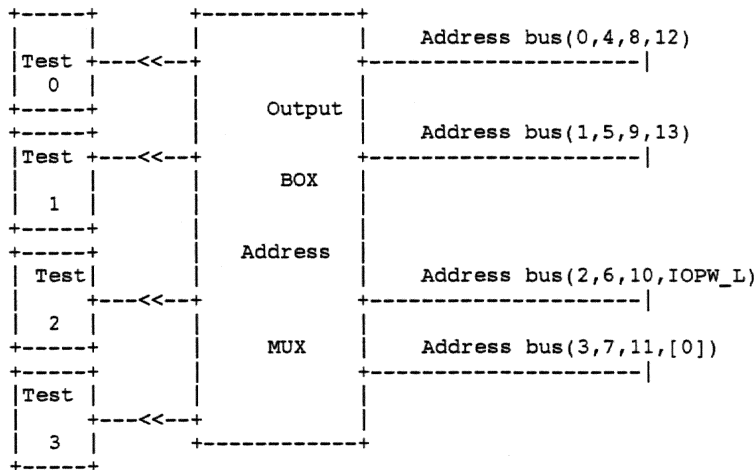 Address bus(0,4,8,12)
Test
0
Output
Address bus(1,5,9,13)
Test
BOX
1
Address
Test
Address bus(2,6,10,IOPW_L)
2
MUX
Address bus(3,7,11,[0])
Test
3